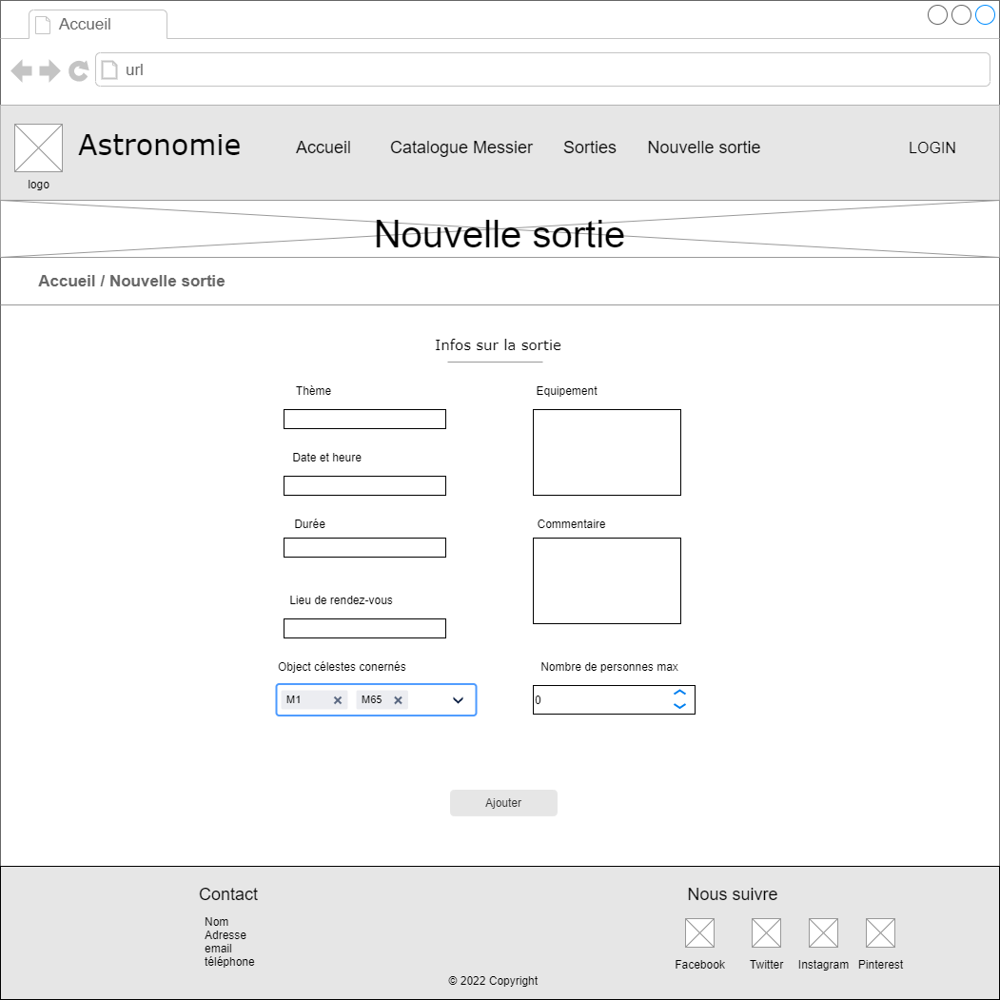 Accueil
url
Astronomie
Accueil
Catalogue Messier
Sorties
Nouvelle sortie
LOGIN
logo
Nouvelle sortie
Accueil / Nouvelle sortie
Infos sur la sortie
Thème
Equipement
Date et heure
Durée
Commentaire
Lieu de rendez-vous
Object célestes conernés
Nombre de personnes max
M1
M65
0
Ajouter
Contact
Nous suivre
Nom
Adresse
email
téléphone
Facebook
Twitter
Instagram
Pinterest
© 2022 Copyright